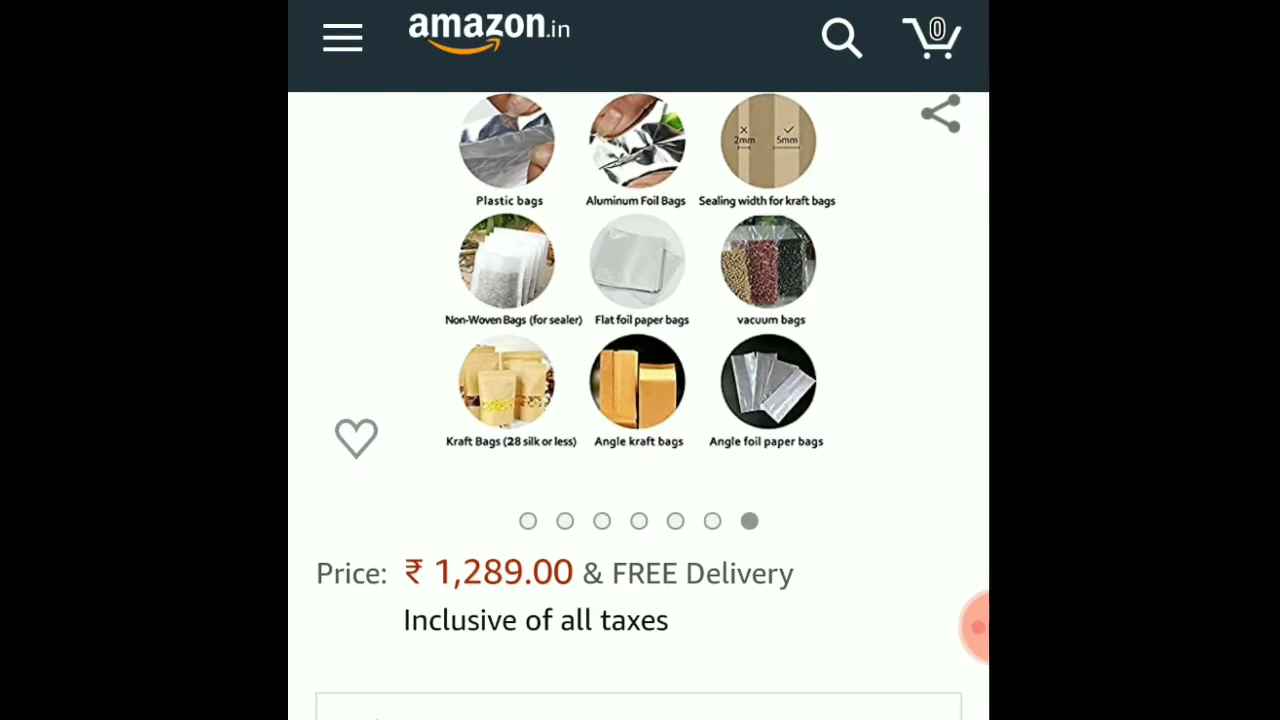 amazon.in
0
2mm 5mm
Plastic bags Aluminum Foil Bags Sealing width for kraft bags
Non-Woven Bags (for sealer) Flat foil paper bags vacuum bags
Kraft Bags (28 silk or less) Angle kraft bags Angle foil paper bags
Price: ₹ 1,289.00 & FREE Delivery
Inclusive of all taxes